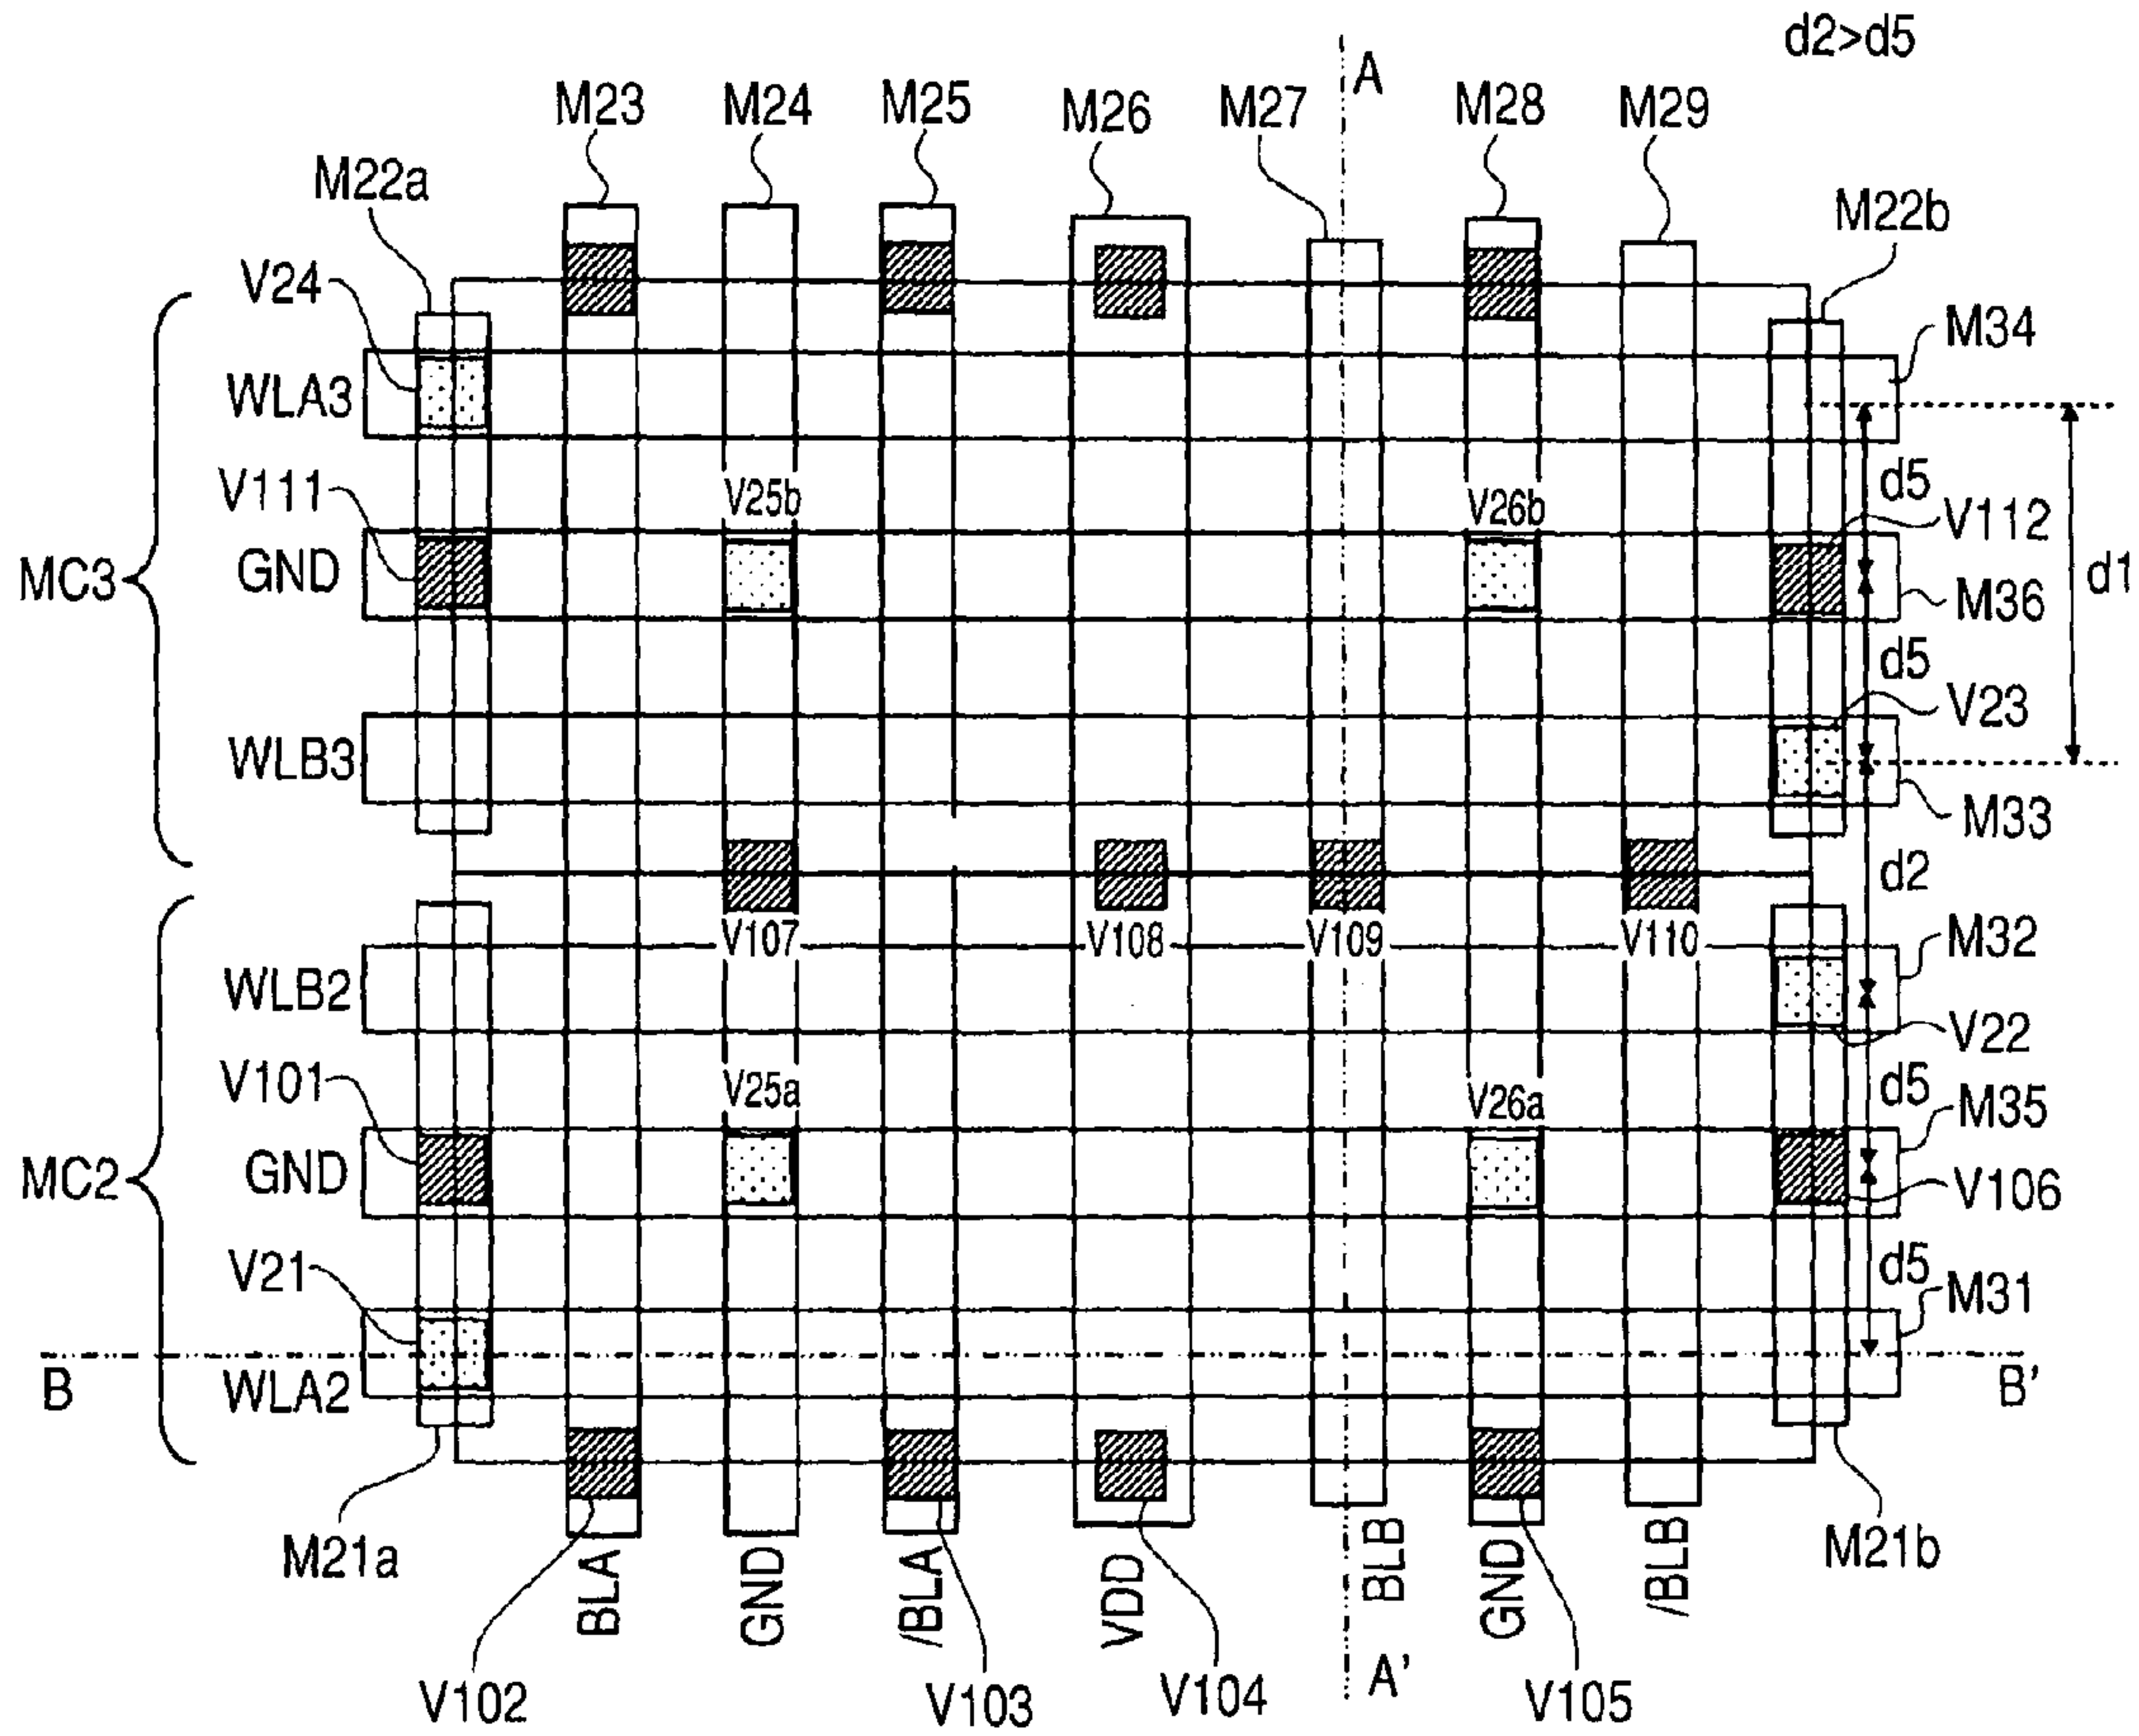 d2>d5
A
M23
M24
M25
M26
M27
M28
M29
M22a
M22b
V24
M34
WLA3
d5
V111
V25b
V26b
V112
MC3
GND
d1
M36
d5
V23
WLB3
M33
d2
V107
V108
V109
V110
M32
WLB2
V22
V101
V25a
V26a
d5
M35
MC2
GND
V106
V21
d5
M31
B
WLA2
B'
M21a
BLA
GND
/BLA
VDD
BLB
GND
/BLB
M21b
A'
V102
V103
V104
V105